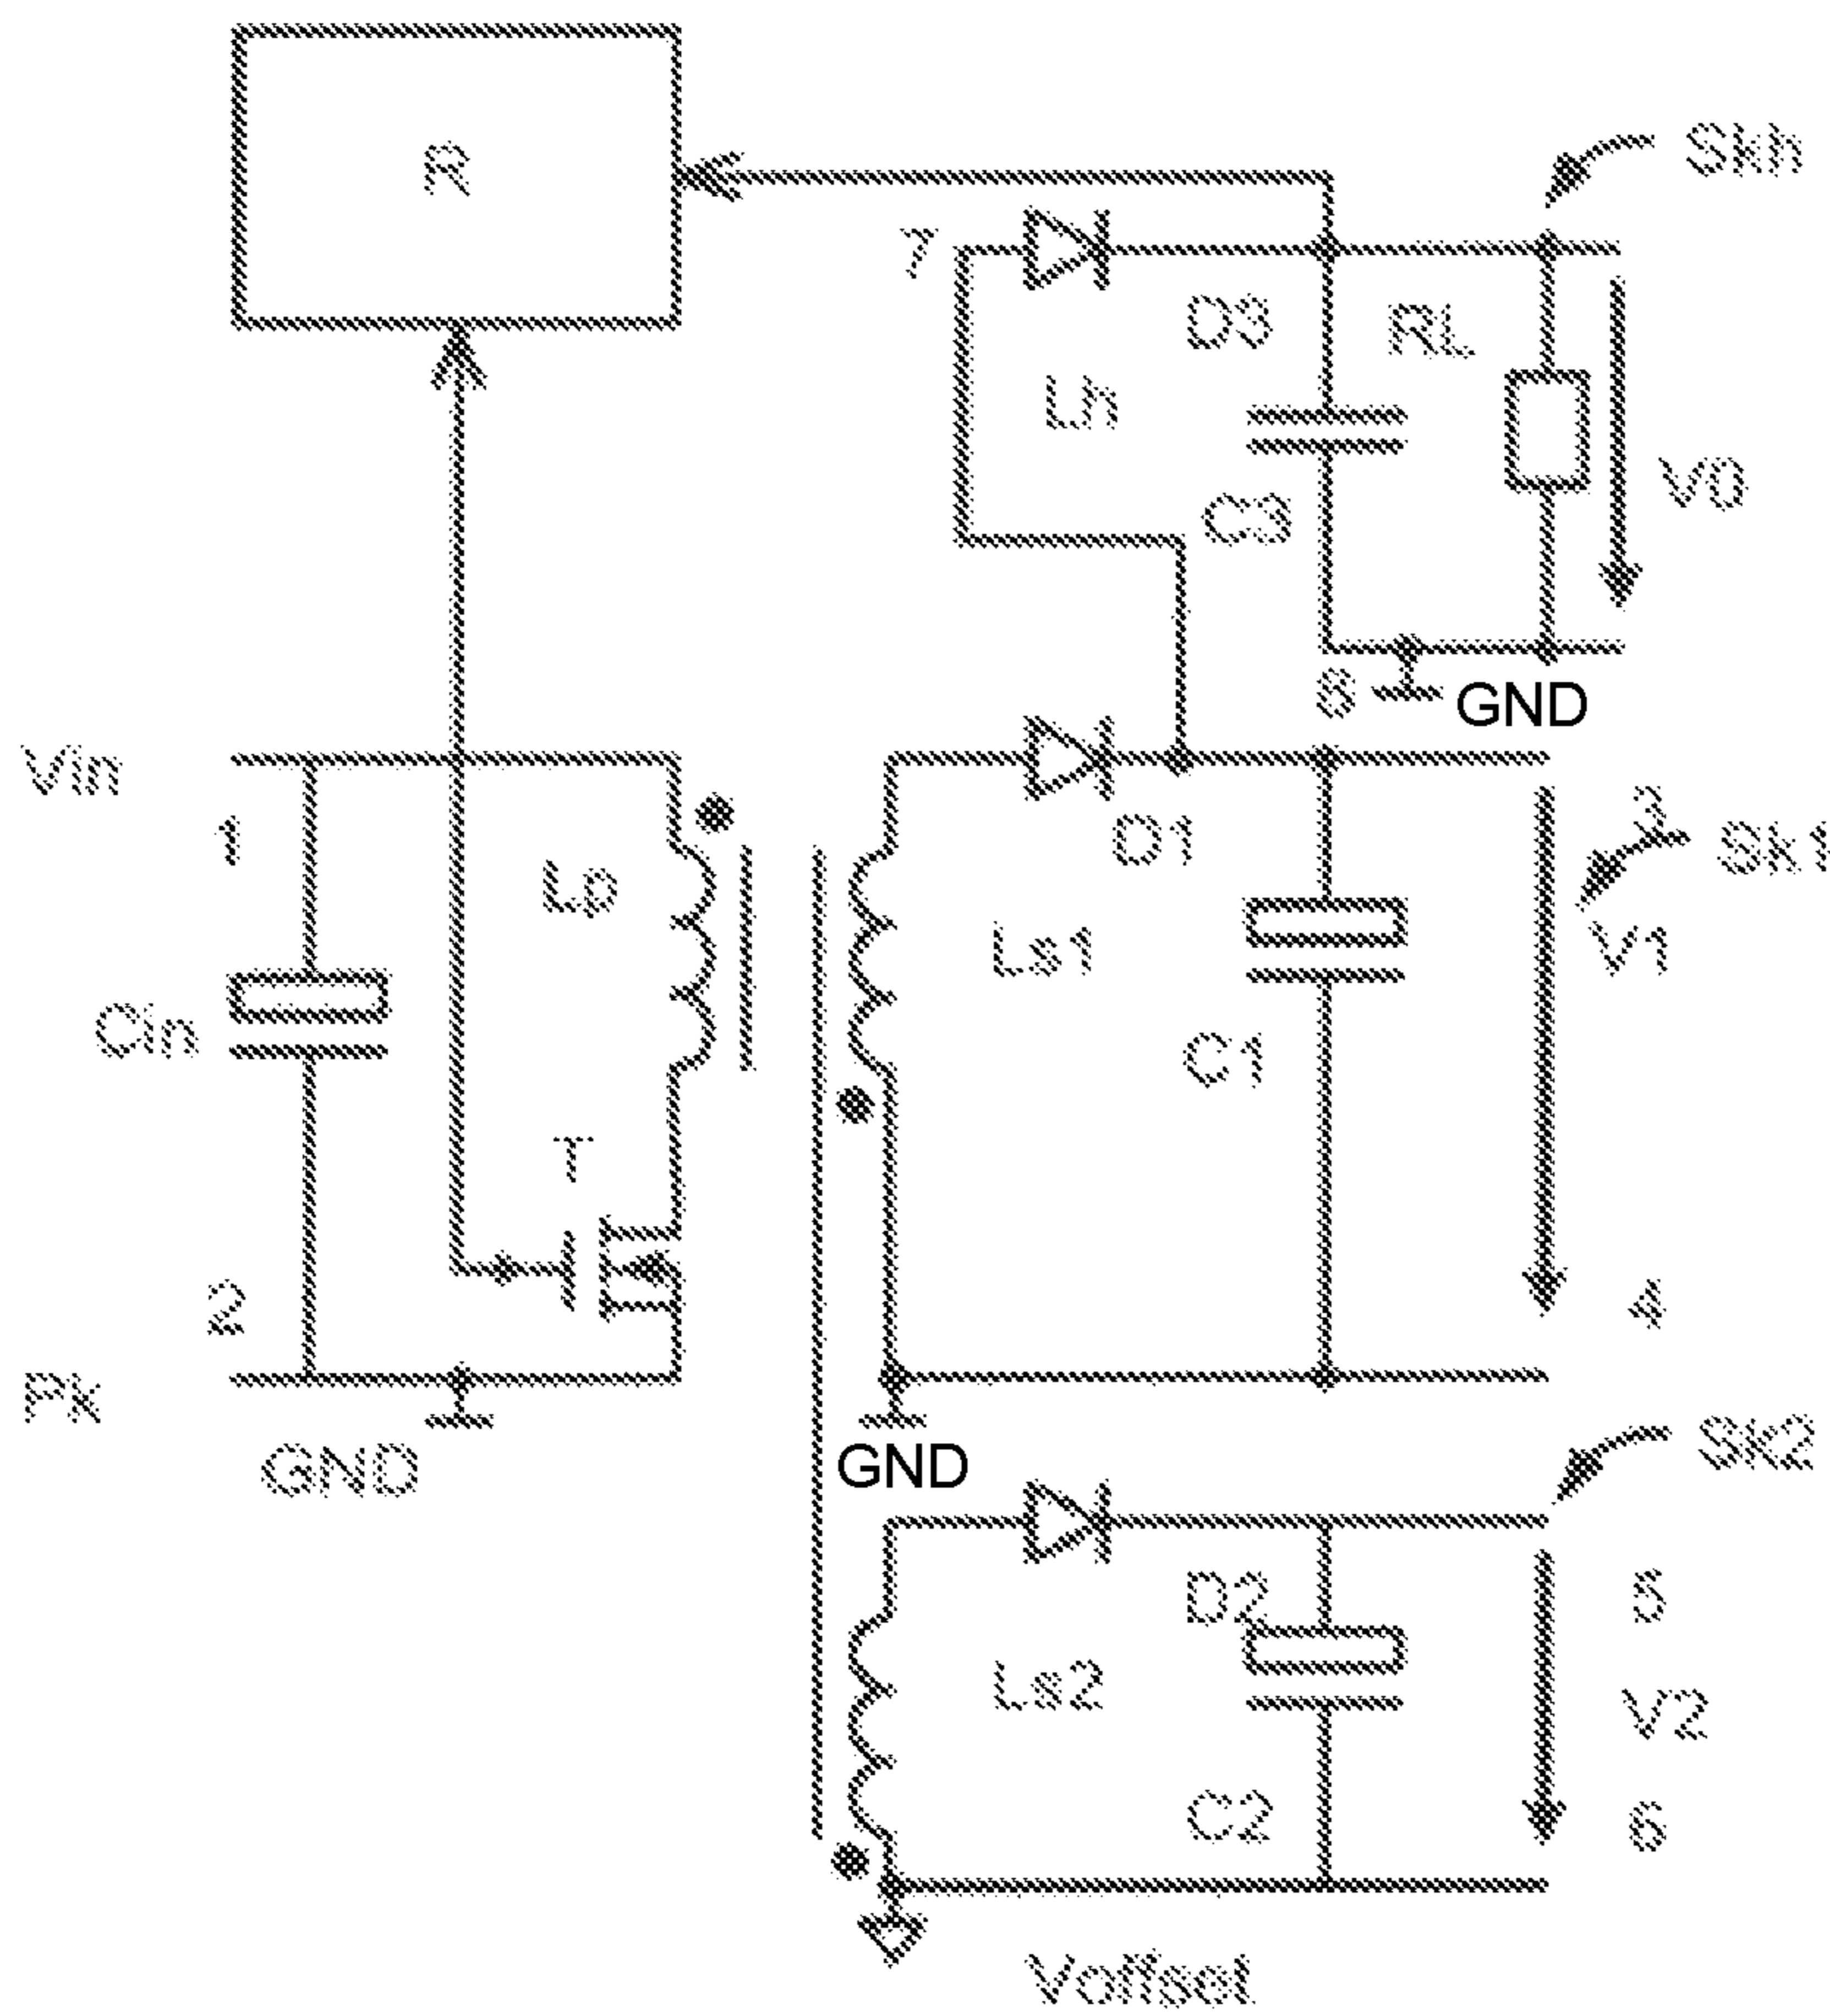 R
Skh
7
D3
RL
Lh
V0
C3
8
GND
Vin
1
Lp
D1
3
Sk1
Ls1
V1
Cin
C1
T
2
4
Pk
GND
GND
Sk2
D2
5
Ls2
V2
C2
6
Voffset